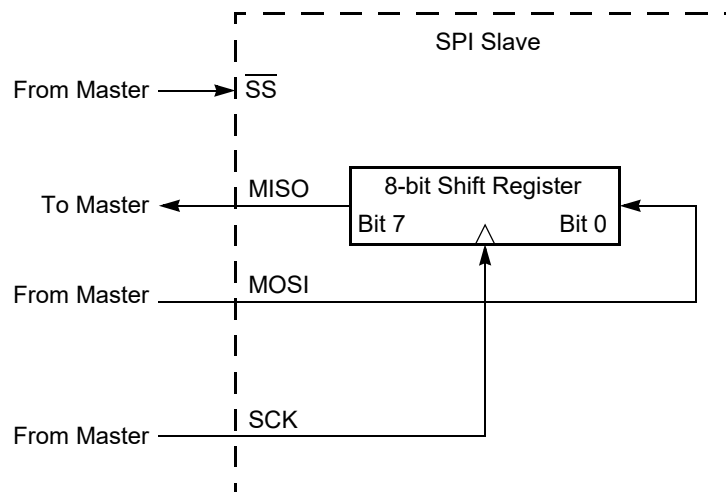 SPI Slave
From Master
S̅S̅
To Master
MISO
8-bit Shift Register
Bit 7
Bit 0
From Master
MOSI
From Master
SCK